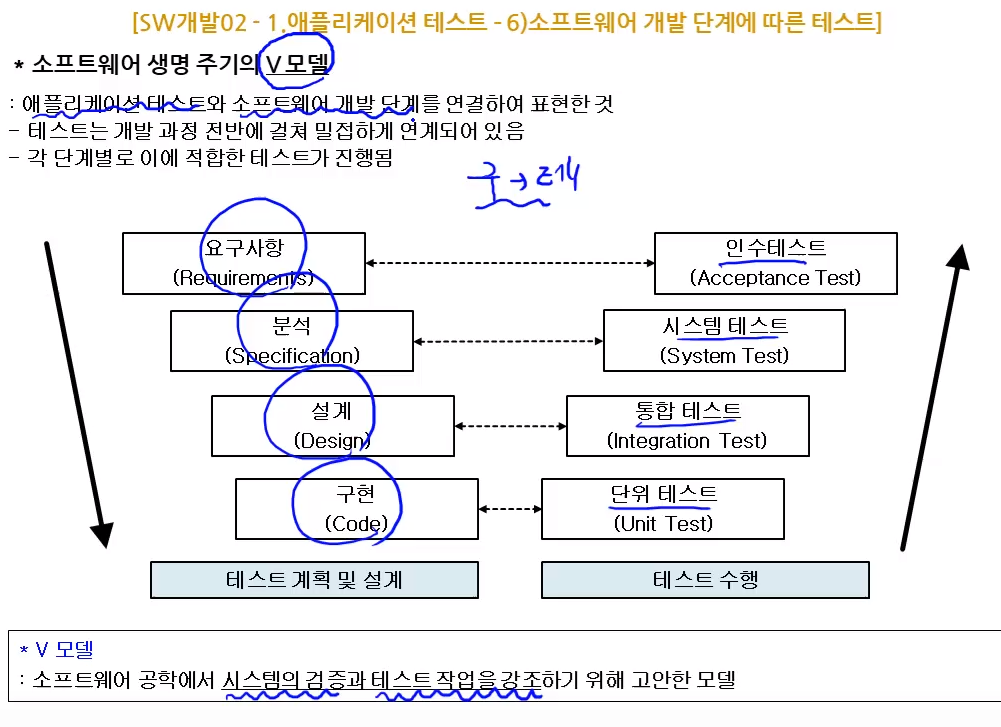 [SW개발02 - 1.애플리케이션 테스트 - 6)소프트웨어 개발 단계에 따른 테스트]
* 소프트웨어 생명 주기의 V 모델
: 애플리케이션 테스트와 소프트웨어 개발 단계를 연결하여 표현한 것
- 테스트는 개발 과정 전반에 걸쳐 밀접하게 연계되어 있음
- 각 단계별로 이에 적합한 테스트가 진행됨
요구사항
(Requirements)
인수테스트
(Acceptance Test)
분석
(Specification)
시스템 테스트
(System Test)
설계
(Design)
통합 테스트
(Integration Test)
구현
(Code)
단위 테스트
(Unit Test)
테스트 계획 및 설계
테스트 수행
* V 모델
: 소프트웨어 공학에서 시스템의 검증과 테스트 작업을 강조하기 위해 고안한 모델